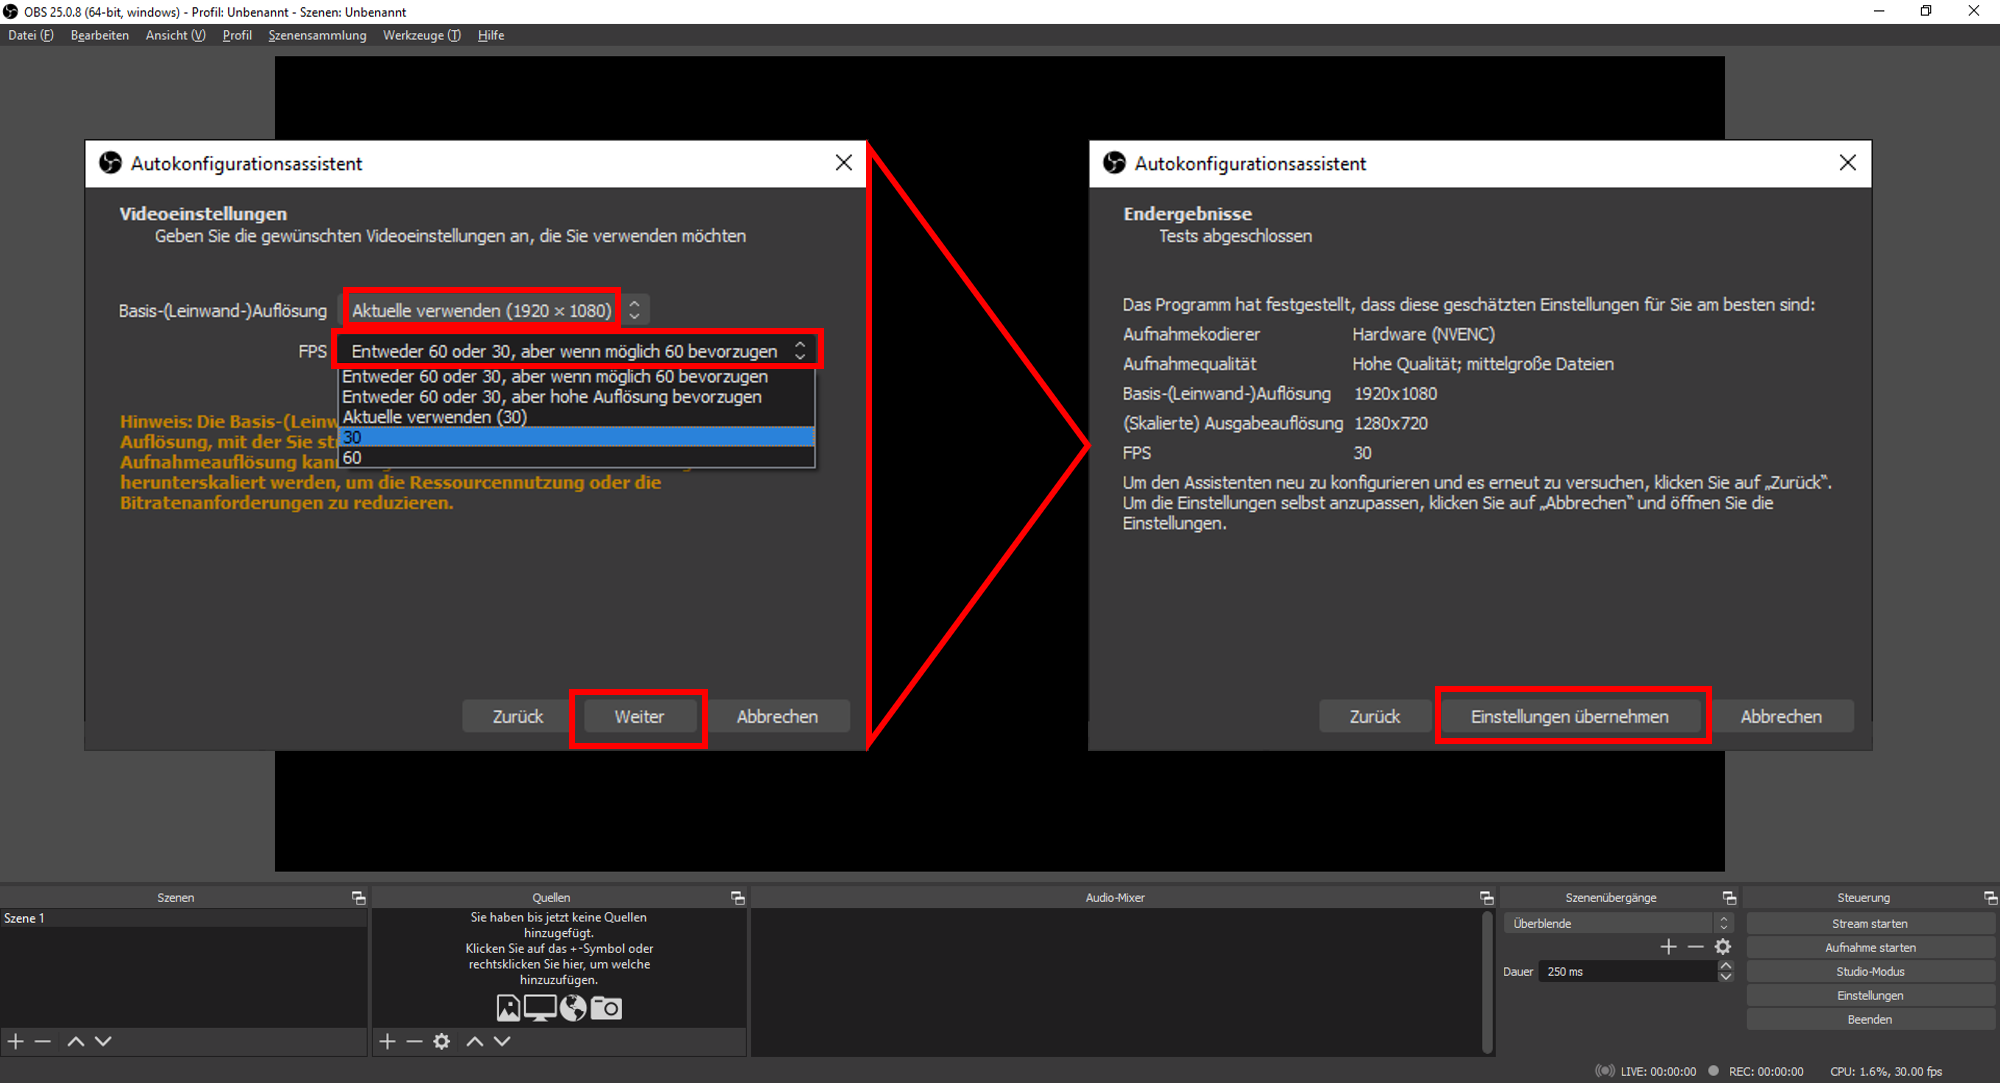 OBS 25.0.8 (64-bit, windows) - Profil: Unbenannt - Szenen: Unbenannt
Datei (F) Bearbeiten Ansicht (V) Profil Szenensammlung Werkzeuge (T) Hilfe
Autokonfigurationsassistent
Videoeinstellungen
Geben Sie die gewünschten Videoeinstellungen an, die Sie verwenden möchten
Basis-(Leinwand-)Auflösung Aktuelle verwenden (1920 × 1080)
FPS Entweder 60 oder 30, aber wenn möglich 60 bevorzugen
Entweder 60 oder 30, aber wenn möglich 60 bevorzugen
Entweder 60 oder 30, aber hohe Auflösung bevorzugen
Aktuelle verwenden (30)
30
60
Hinweis: Die Basis-(Leinw
Auflösung, mit der Sie st
Aufnahmeauflösung kan
herunterskaliert werden, um die Ressourcennutzung oder die
Bitratenanforderungen zu reduzieren.
Zurück Weiter Abbrechen
Autokonfigurationsassistent
Endergebnisse
Tests abgeschlossen
Das Programm hat festgestellt, dass diese geschätzten Einstellungen für Sie am besten sind:
Aufnahmekodierer Hardware (NVENC)
Aufnahmequalität Hohe Qualität; mittelgroße Dateien
Basis-(Leinwand-)Auflösung 1920x1080
(Skalierte) Ausgabeauflösung 1280x720
FPS 30
Um den Assistenten neu zu konfigurieren und es erneut zu versuchen, klicken Sie auf „Zurück“.
Um die Einstellungen selbst anzupassen, klicken Sie auf „Abbrechen“ und öffnen Sie die
Einstellungen.
Zurück Einstellungen übernehmen Abbrechen
Szenen
Szene 1
Quellen
Sie haben bis jetzt keine Quellen
hinzugefügt.
Klicken Sie auf das +-Symbol oder
rechtsklicken Sie hier, um welche
hinzuzufügen.
Audio-Mixer
Szenenübergänge
Überblende
Dauer 250 ms
Steuerung
Stream starten
Aufnahme starten
Studio-Modus
Einstellungen
Beenden
LIVE: 00:00:00 REC: 00:00:00 CPU: 1.6%, 30.00 fps